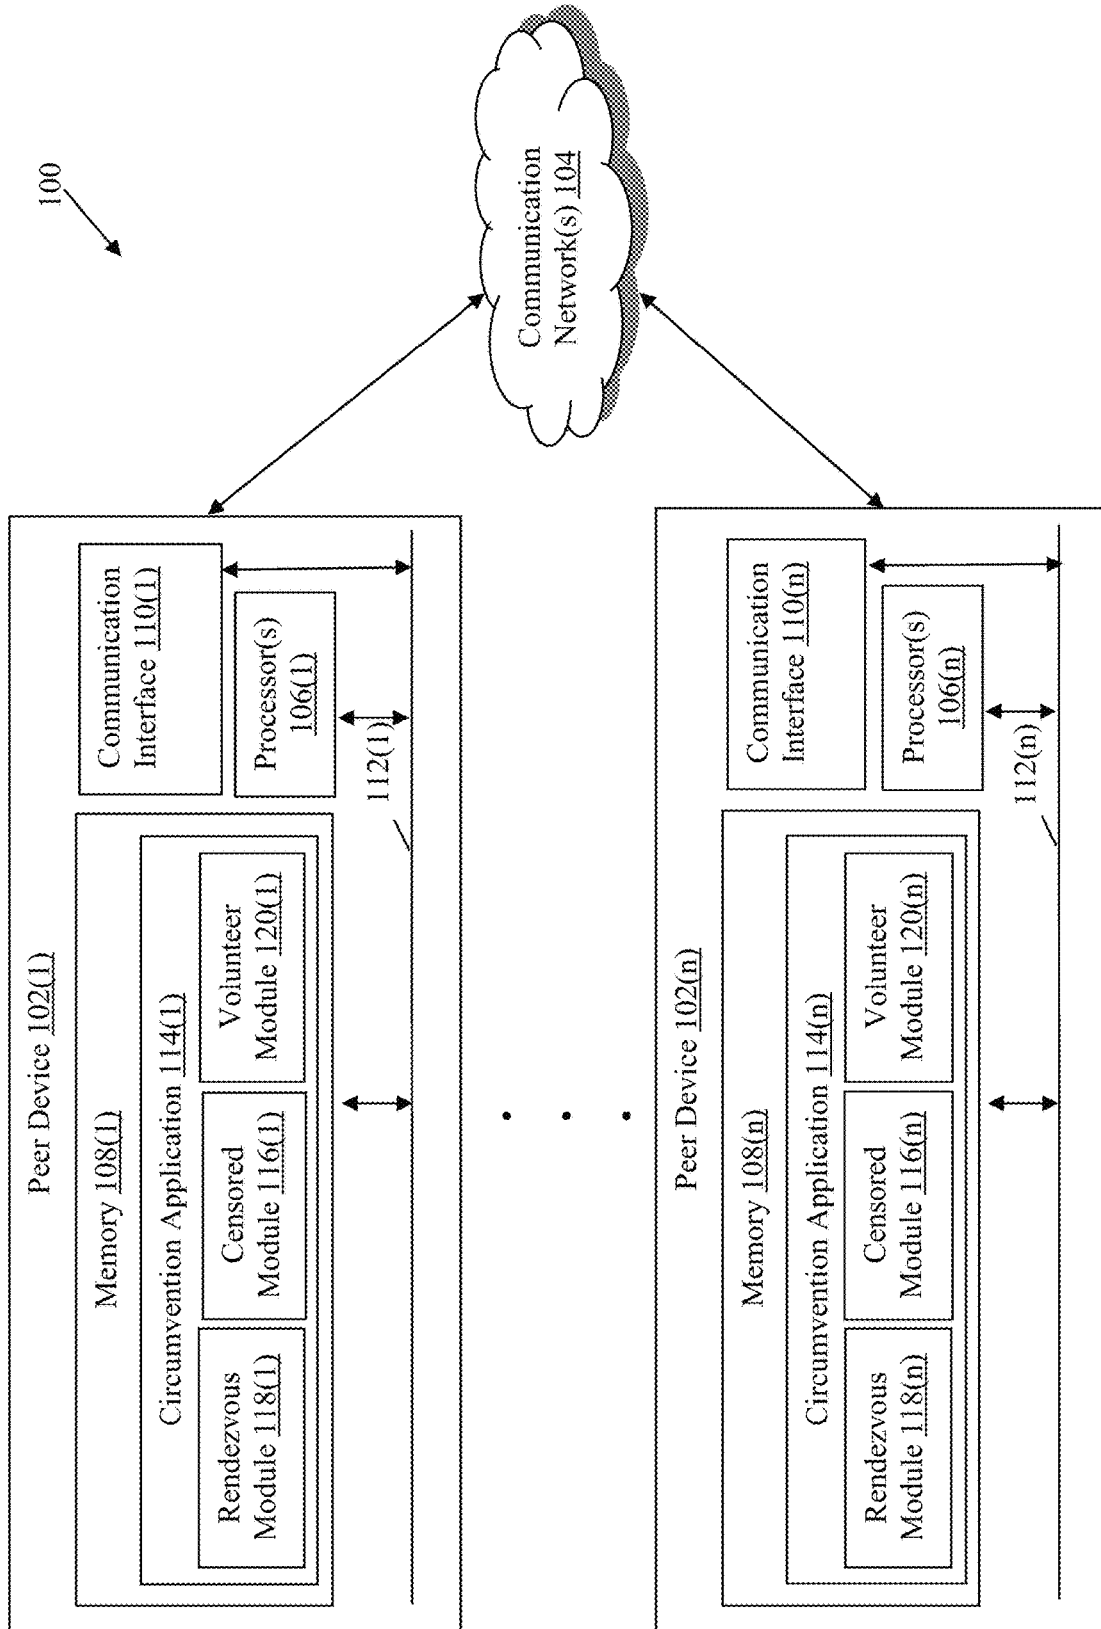 100
Peer Device 102(1)
Memory 108(1)
Circumvention Application 114(1)
Rendezvous
Module 118(1)
Censored
Module 116(1)
Volunteer
Module 120(1)
Communication
Interface 110(1)
Processor(s)
106(1)
112(1)
Communication
Network(s) 104
Peer Device 102(n)
Memory 108(n)
Circumvention Application 114(n)
Rendezvous
Module 118(n)
Censored
Module 116(n)
Volunteer
Module 120(n)
Communication
Interface 110(n)
Processor(s)
106(n)
112(n)